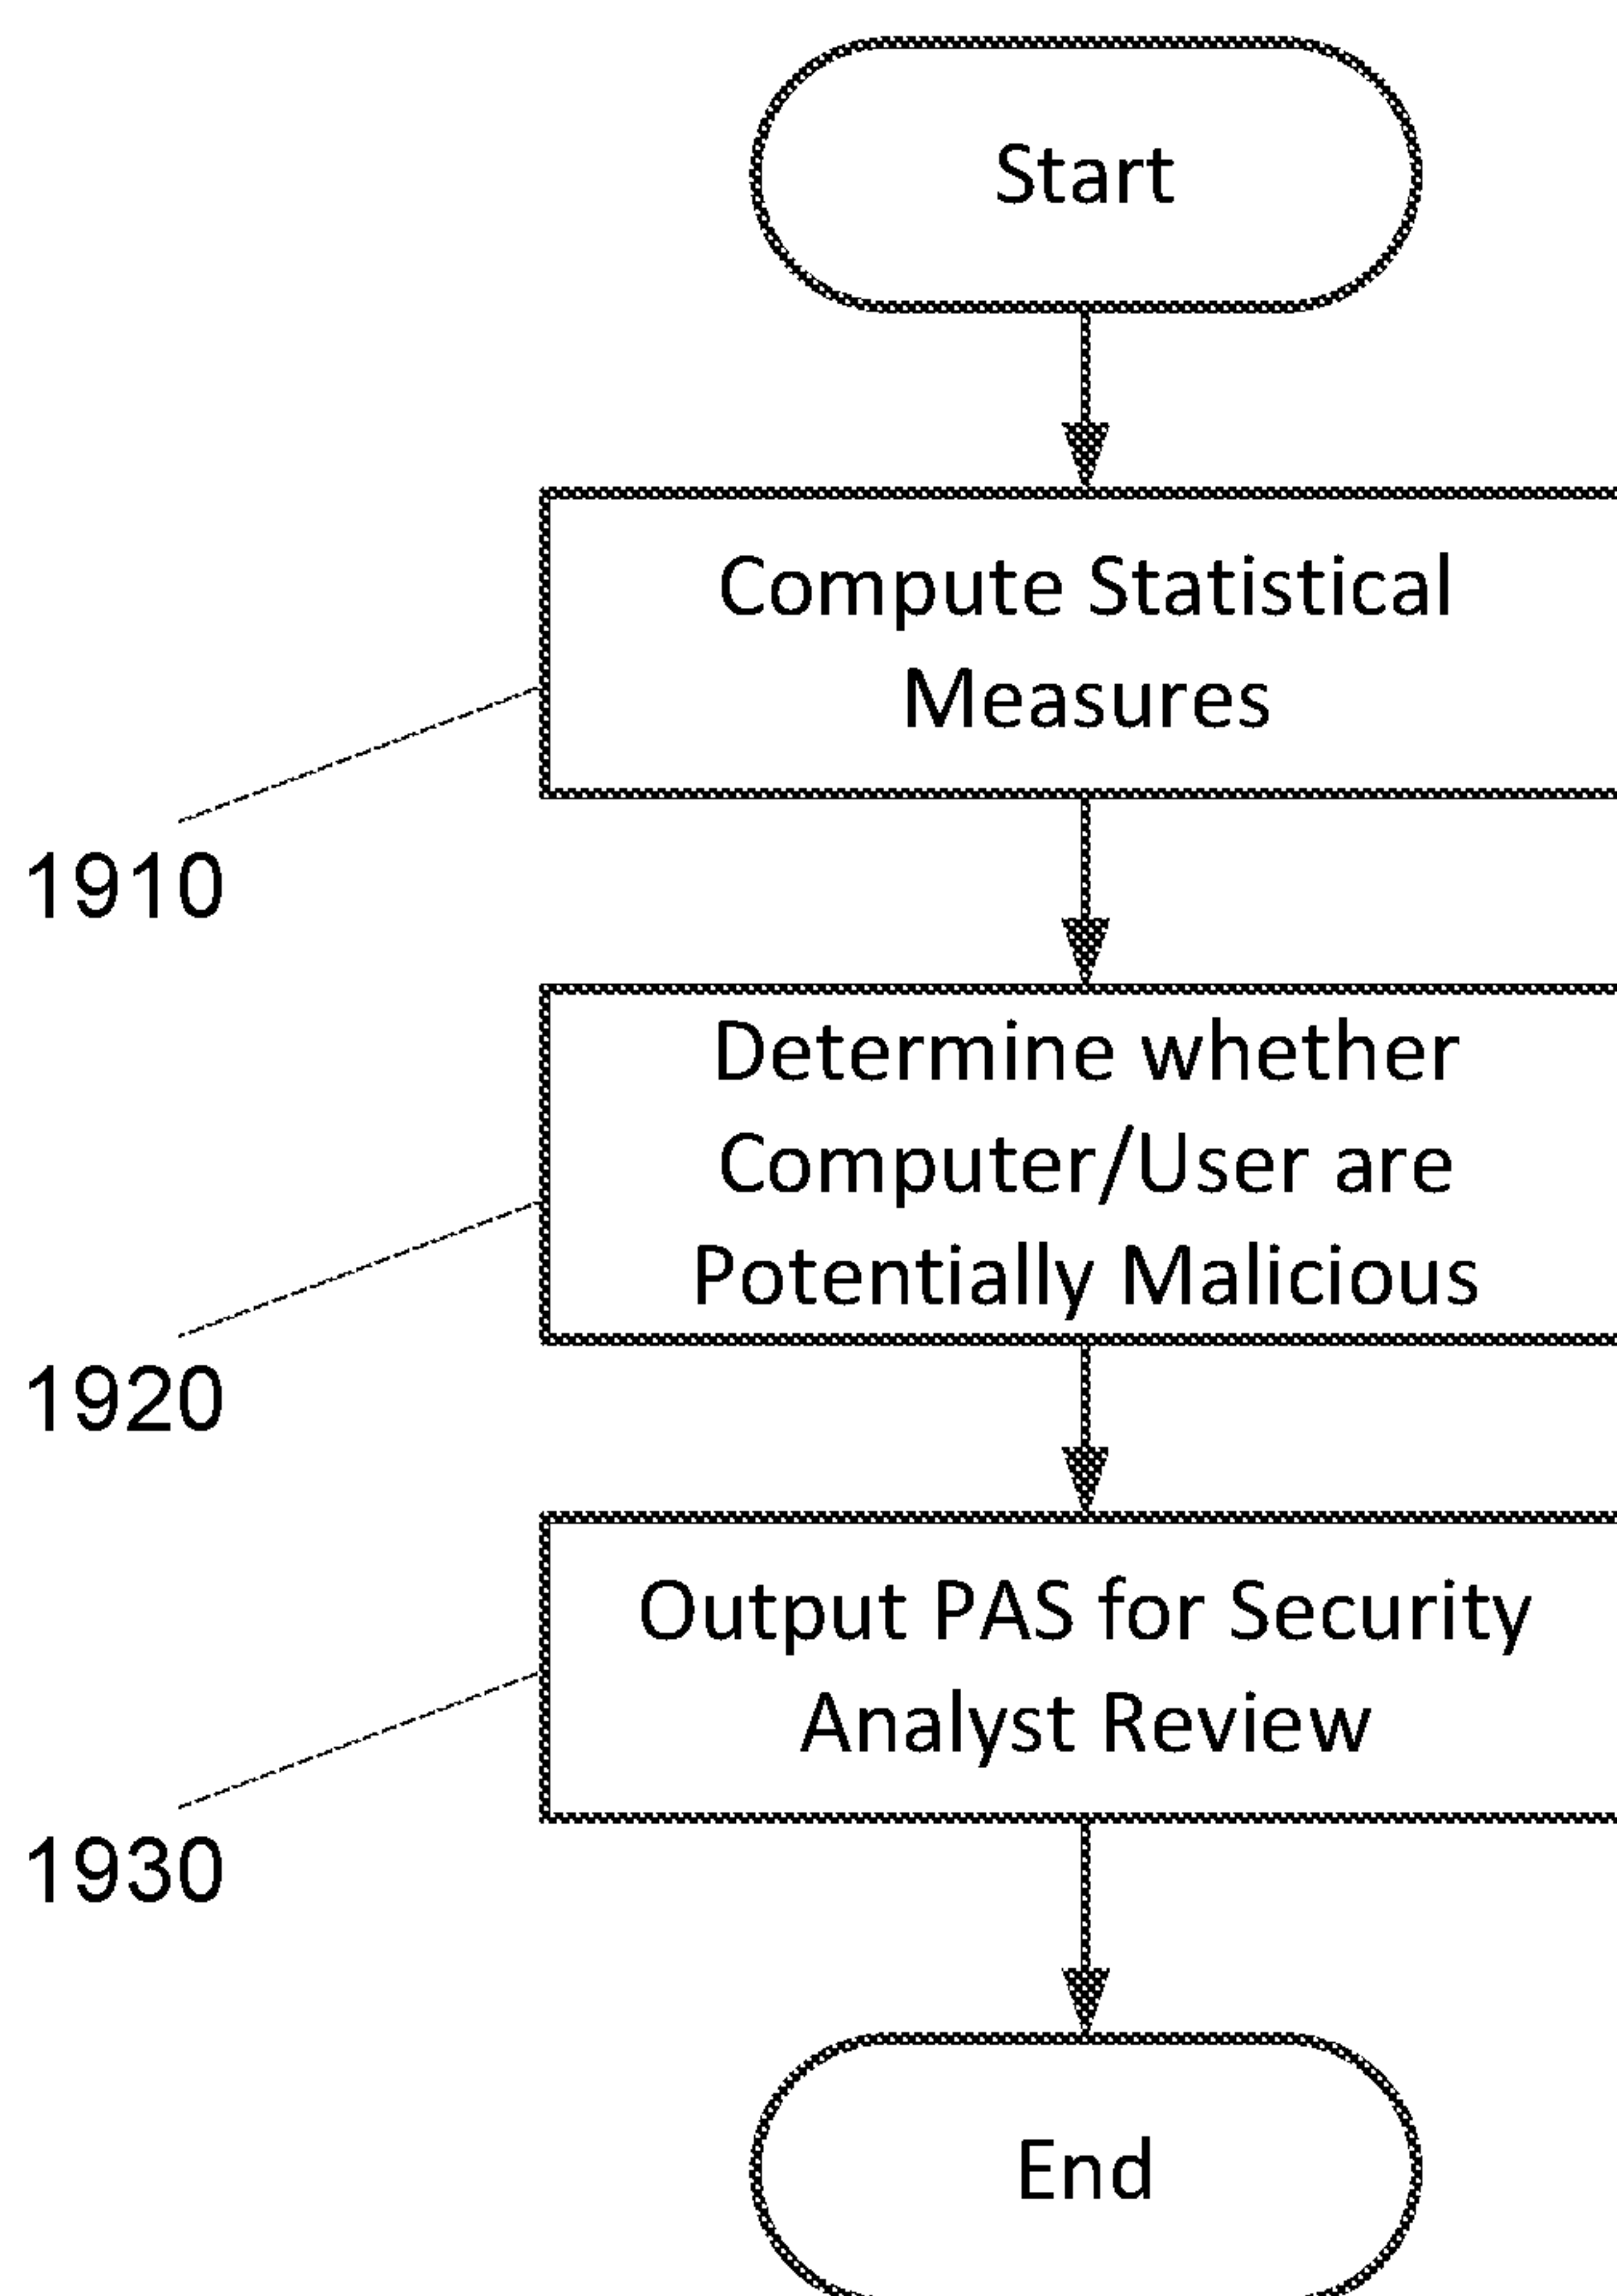 Start
Compute Statistical
Measures
1910
Determine whether
Computer/User are
Potentially Malicious
1920
Output PAS for Security
Analyst Review
1930
End